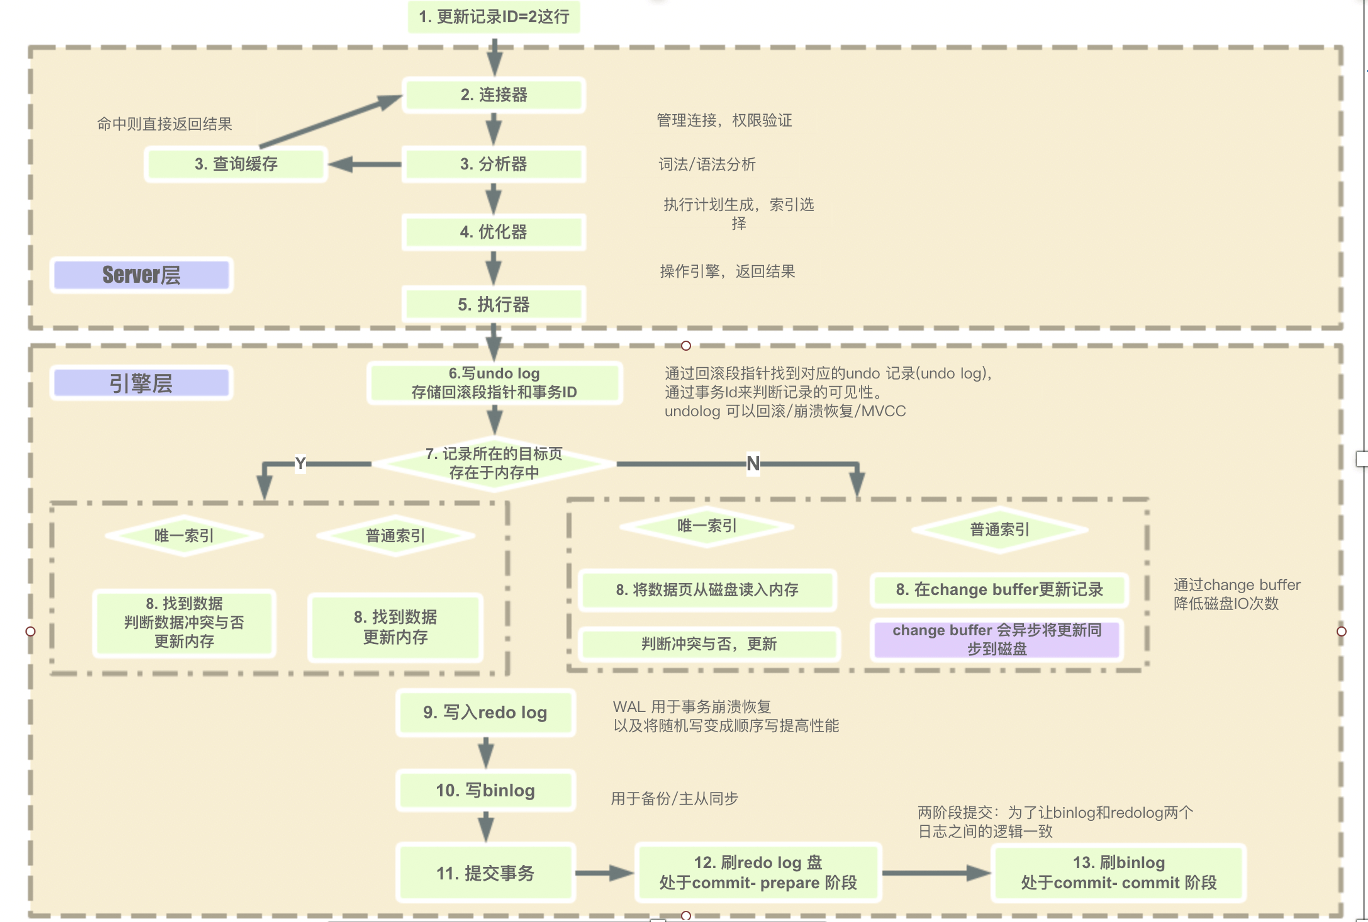 1. 更新记录ID=2这行
2. 连接器
管理连接，权限验证
命中则直接返回结果
3. 查询缓存
3. 分析器
词法/语法分析
执行计划生成，索引选
择
4. 优化器
操作引擎，返回结果
Server层
5. 执行器
引擎层
6.写undo log
存储回滚段指针和事务ID
通过回滚段指针找到对应的undo 记录(undo log)，
通过事务Id来判断记录的可见性。
undolog 可以回滚/崩溃恢复/MVCC
7. 记录所在的目标页
存在于内存中
Y
N
唯一索引
普通索引
8. 找到数据
判断数据冲突与否
更新内存
8. 找到数据
更新内存
唯一索引
普通索引
8. 将数据页从磁盘读入内存
判断冲突与否，更新
8. 在change buffer更新记录
change buffer 会异步将更新同
步到磁盘
通过change buffer
降低磁盘IO次数
9. 写入redo log
WAL 用于事务崩溃恢复
以及将随机写变成顺序写提高性能
10. 写binlog
用于备份/主从同步
两阶段提交：为了让binlog和redolog两个
日志之间的逻辑一致
11. 提交事务
12. 刷redo log 盘
处于commit- prepare 阶段
13. 刷binlog
处于commit- commit 阶段